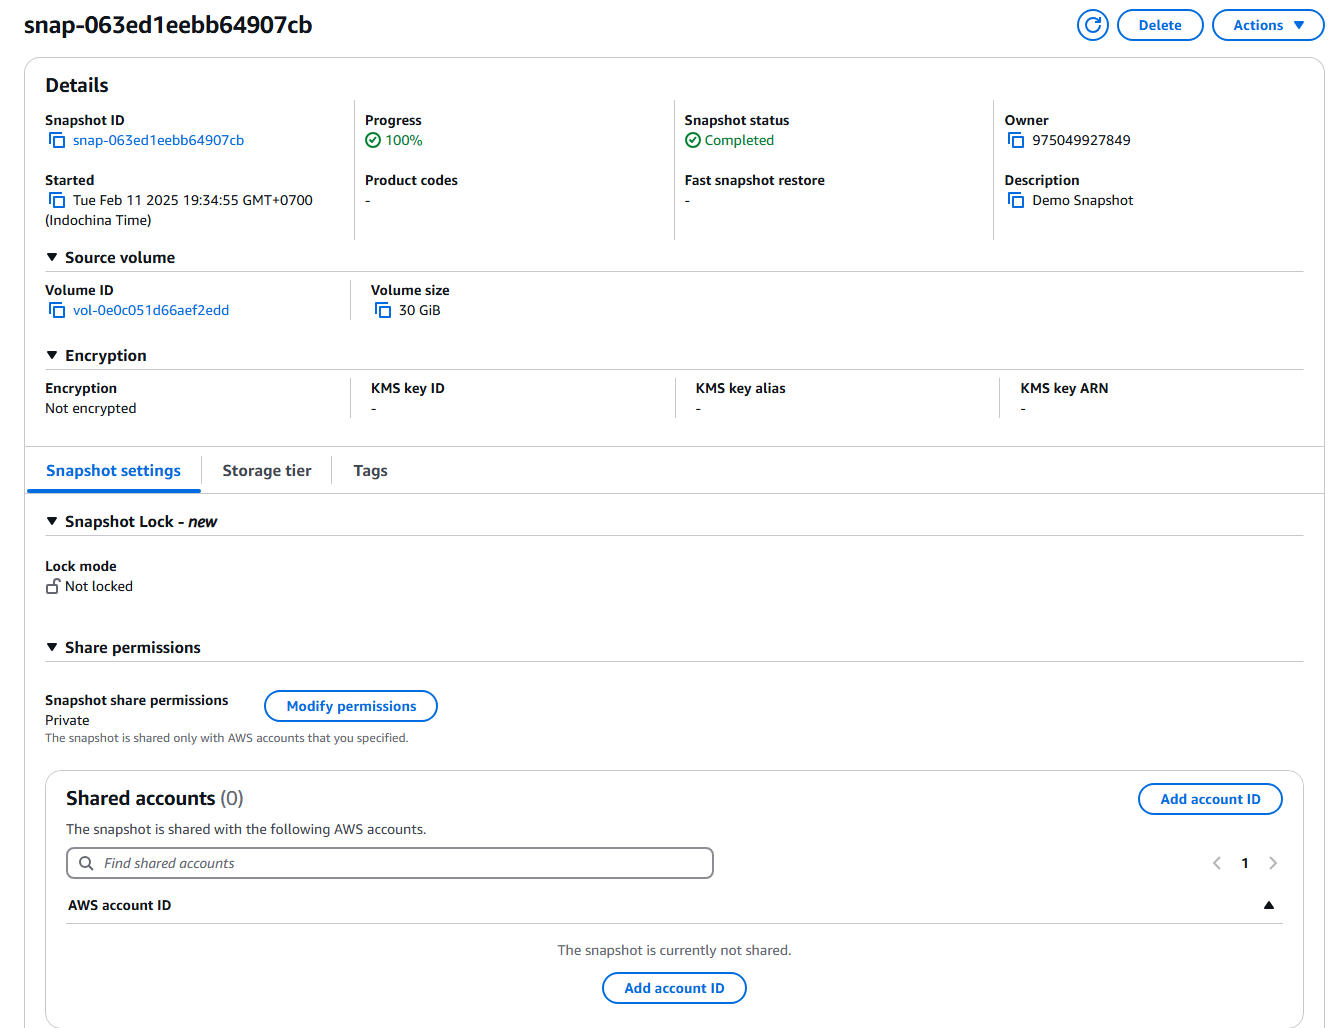 snap-063ed1eebb64907cb
Delete
Actions
Details
Snapshot ID
snap-063ed1eebb64907cb
Progress
100%
Snapshot status
Completed
Owner
975049927849
Started
Tue Feb 11 2025 19:34:55 GMT+0700
(Indochina Time)
Product codes
-
Fast snapshot restore
-
Description
Demo Snapshot
Source volume
Volume ID
vol-0e0c051d66aef2edd
Volume size
30 GiB
Encryption
Encryption
Not encrypted
KMS key ID
-
KMS key alias
-
KMS key ARN
-
Snapshot settings
Storage tier
Tags
Snapshot Lock - new
Lock mode
Not locked
Share permissions
Snapshot share permissions
Private
The snapshot is shared only with AWS accounts that you specified.
Modify permissions
Shared accounts (0)
Add account ID
The snapshot is shared with the following AWS accounts.
Find shared accounts
1
AWS account ID
The snapshot is currently not shared.
Add account ID